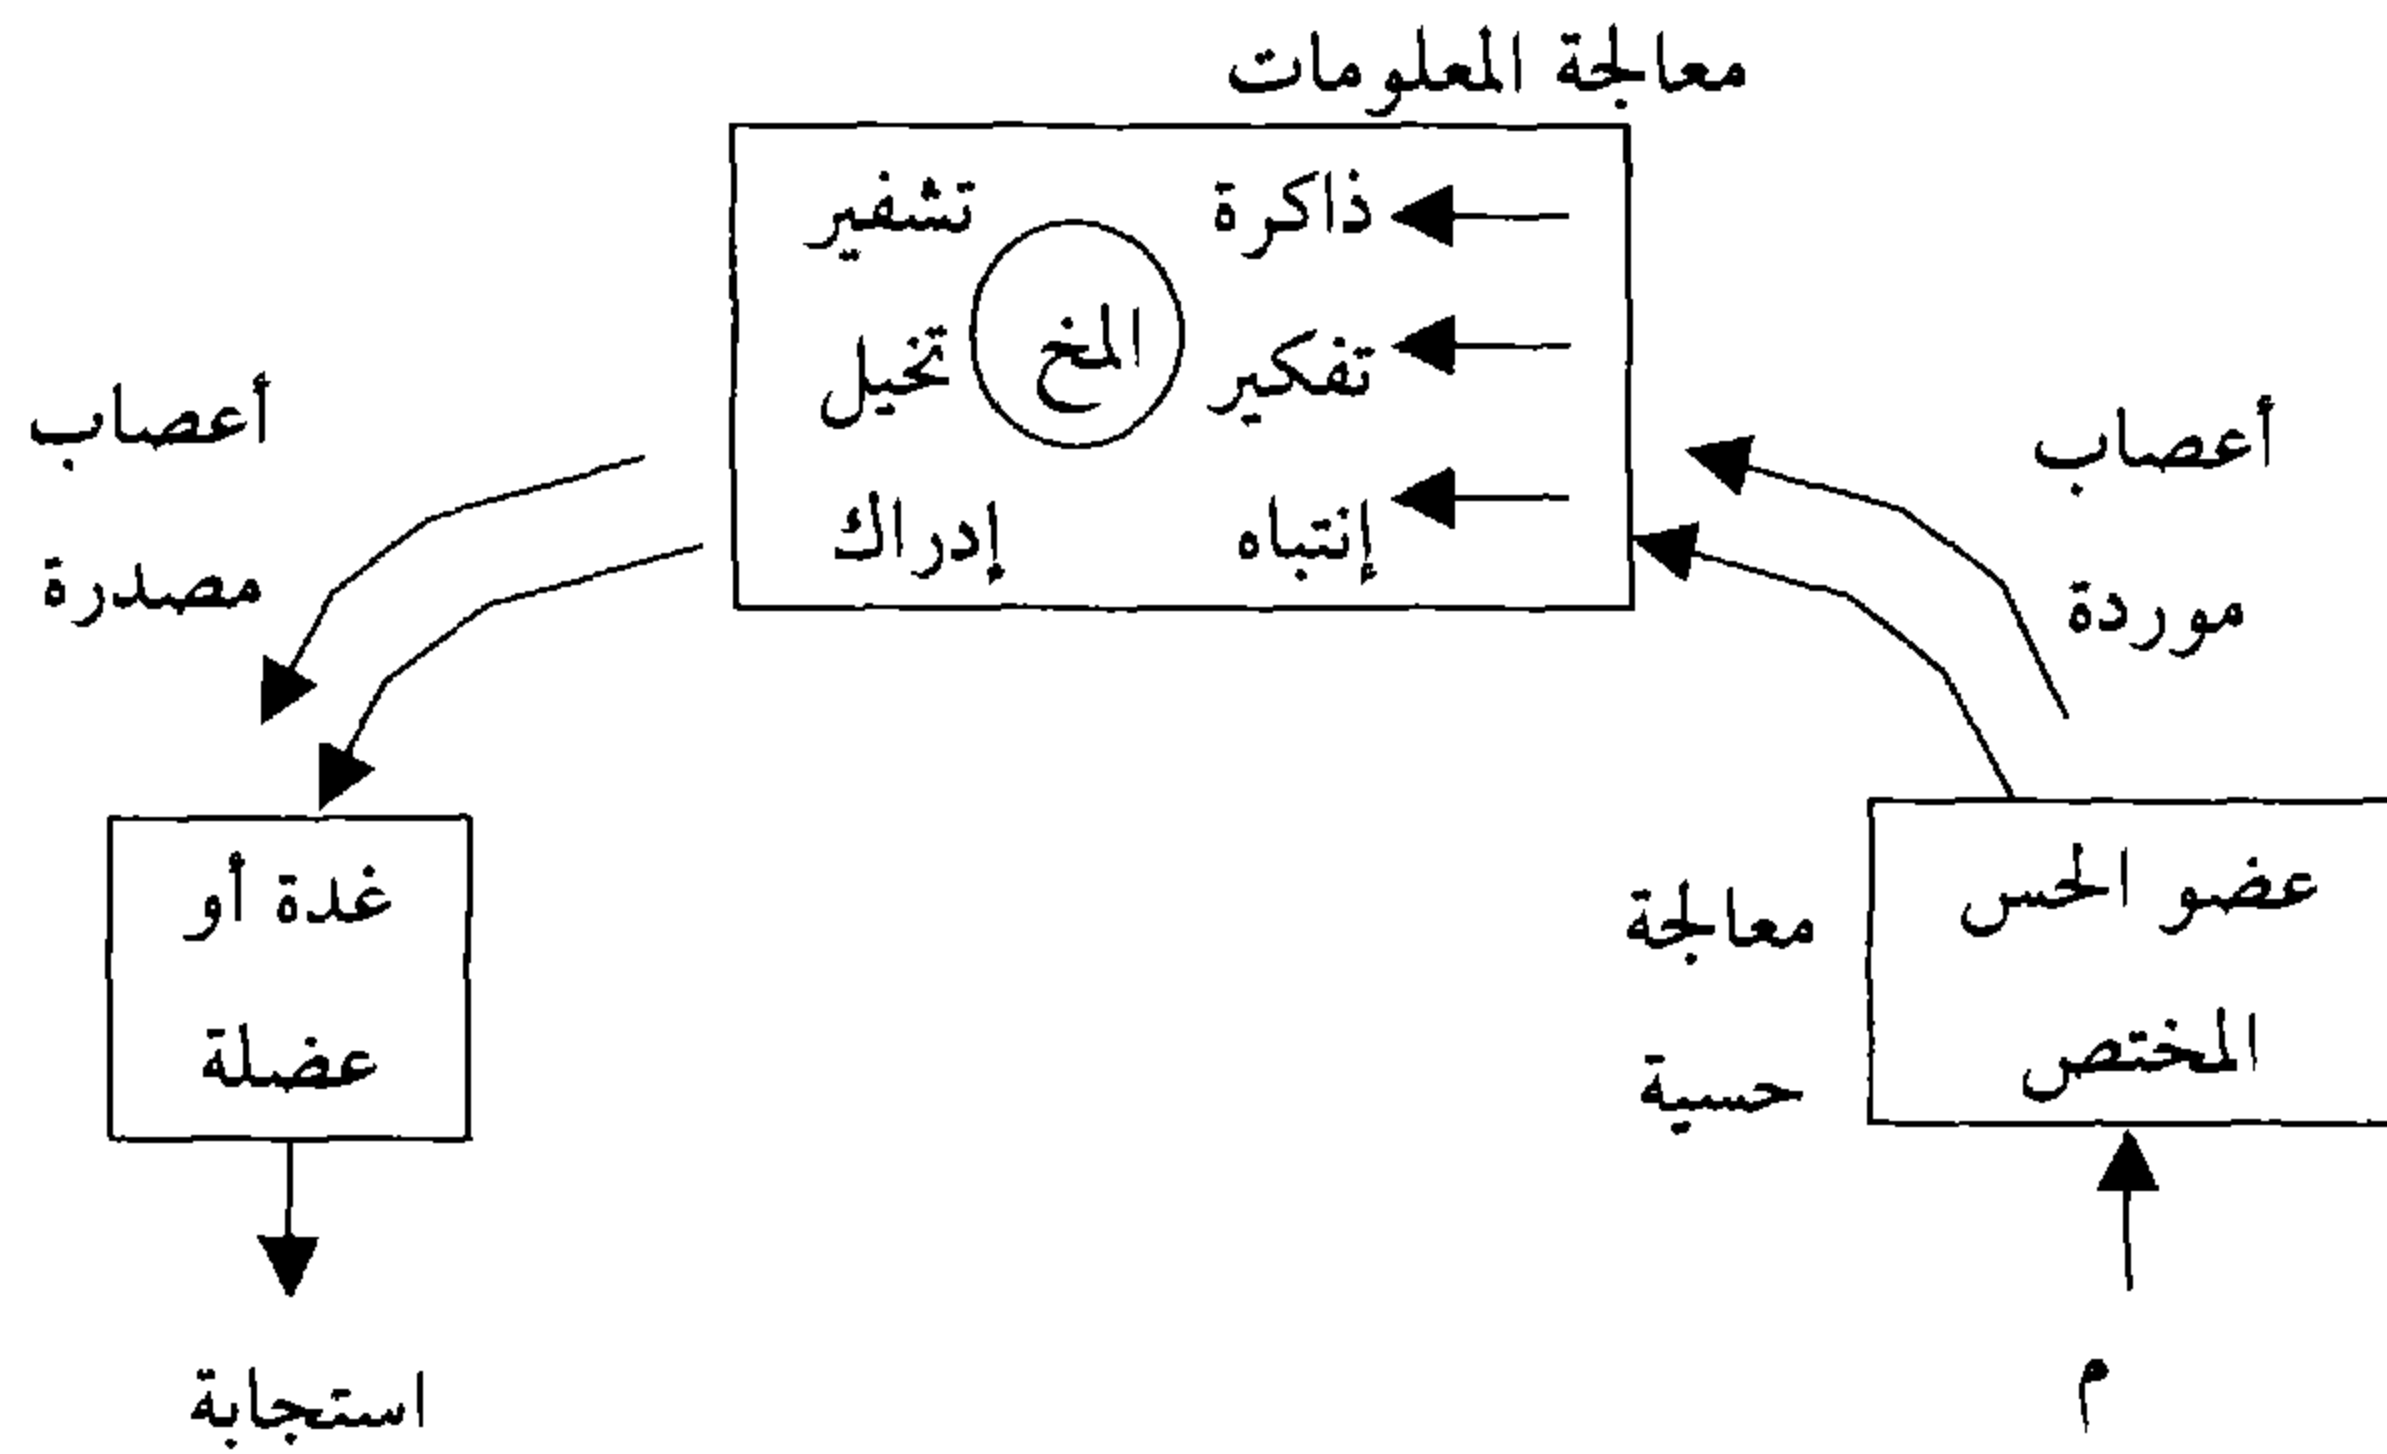 معالجة المعلومات
ذاكرة
تشفير
المخ
تفكير
تخيل
إنتباه
إدراك
أعصاب
موردة
أعصاب
مصدرة
عضو الحس
المختص
معالجة
حسية
م
غدة أو
عضلة
استجابة